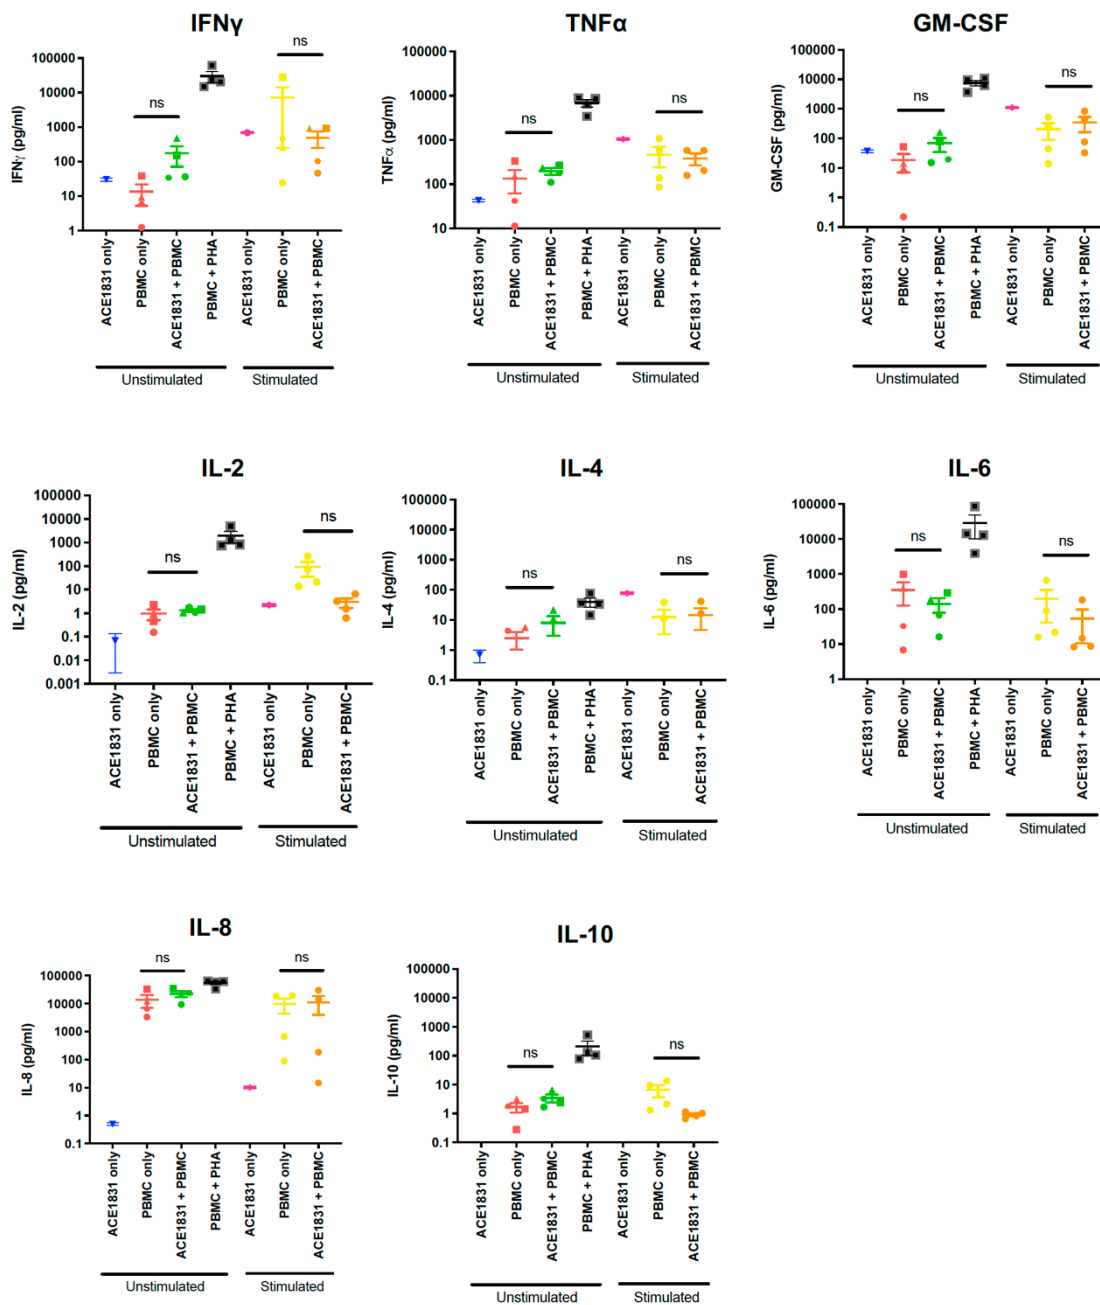 IFNγ
ns
ns
IFNγ (pg/ml)
100000
10000
1000
100
10
1
ACE1831 only
PBMC only
ACE1831 + PBMC
PBMC + PHA
ACE1831 only
PBMC only
ACE1831 + PBMC
Unstimulated
Stimulated
TNFα
ns
ns
TNFα (pg/ml)
100000
10000
1000
100
10
ACE1831 only
PBMC only
ACE1831 + PBMC
PBMC + PHA
ACE1831 only
PBMC only
ACE1831 + PBMC
Unstimulated
Stimulated
GM-CSF
ns
ns
GM-CSF (pg/ml)
100000
10000
1000
100
10
1
0.1
ACE1831 only
PBMC only
ACE1831 + PBMC
PBMC + PHA
ACE1831 only
PBMC only
ACE1831 + PBMC
Unstimulated
Stimulated
IL-2
ns
ns
IL-2 (pg/ml)
100000
10000
1000
100
10
1
0.1
0.01
0.001
ACE1831 only
PBMC only
ACE1831 + PBMC
PBMC + PHA
ACE1831 only
PBMC only
ACE1831 + PBMC
Unstimulated
Stimulated
IL-4
ns
ns
IL-4 (pg/ml)
100000
10000
1000
100
10
1
0.1
ACE1831 only
PBMC only
ACE1831 + PBMC
PBMC + PHA
ACE1831 only
PBMC only
ACE1831 + PBMC
Unstimulated
Stimulated
IL-6
ns
ns
IL-6 (pg/ml)
100000
10000
1000
100
10
1
ACE1831 only
PBMC only
ACE1831 + PBMC
PBMC + PHA
ACE1831 only
PBMC only
ACE1831 + PBMC
Unstimulated
Stimulated
IL-8
ns
ns
IL-8 (pg/ml)
100000
10000
1000
100
10
1
0.1
ACE1831 only
PBMC only
ACE1831 + PBMC
PBMC + PHA
ACE1831 only
PBMC only
ACE1831 + PBMC
Unstimulated
Stimulated
IL-10
ns
ns
IL-10 (pg/ml)
100000
10000
1000
100
10
1
0.1
ACE1831 only
PBMC only
ACE1831 + PBMC
PBMC + PHA
ACE1831 only
PBMC only
ACE1831 + PBMC
Unstimulated
Stimulated